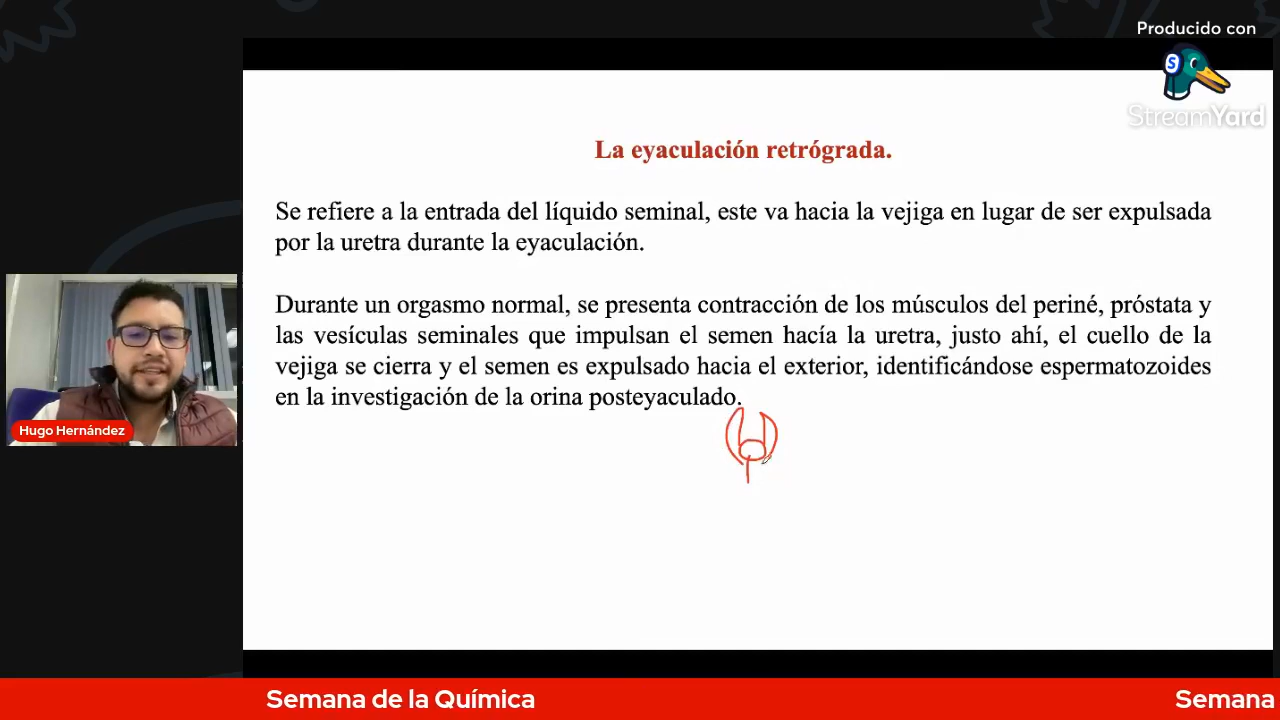 Producido con
StreamYard
La eyaculación retrógrada.
Se refiere a la entrada del líquido seminal, este va hacia la vejiga en lugar de ser expulsada
por la uretra durante la eyaculación.
Durante un orgasmo normal, se presenta contracción de los músculos del periné, próstata y
las vesículas seminales que impulsan el semen hacía la uretra, justo ahí, el cuello de la
vejiga se cierra y el semen es expulsado hacia el exterior, identificándose espermatozoides
en la investigación de la orina posteyaculado.
Hugo Hernández
Semana de la Química
Semana